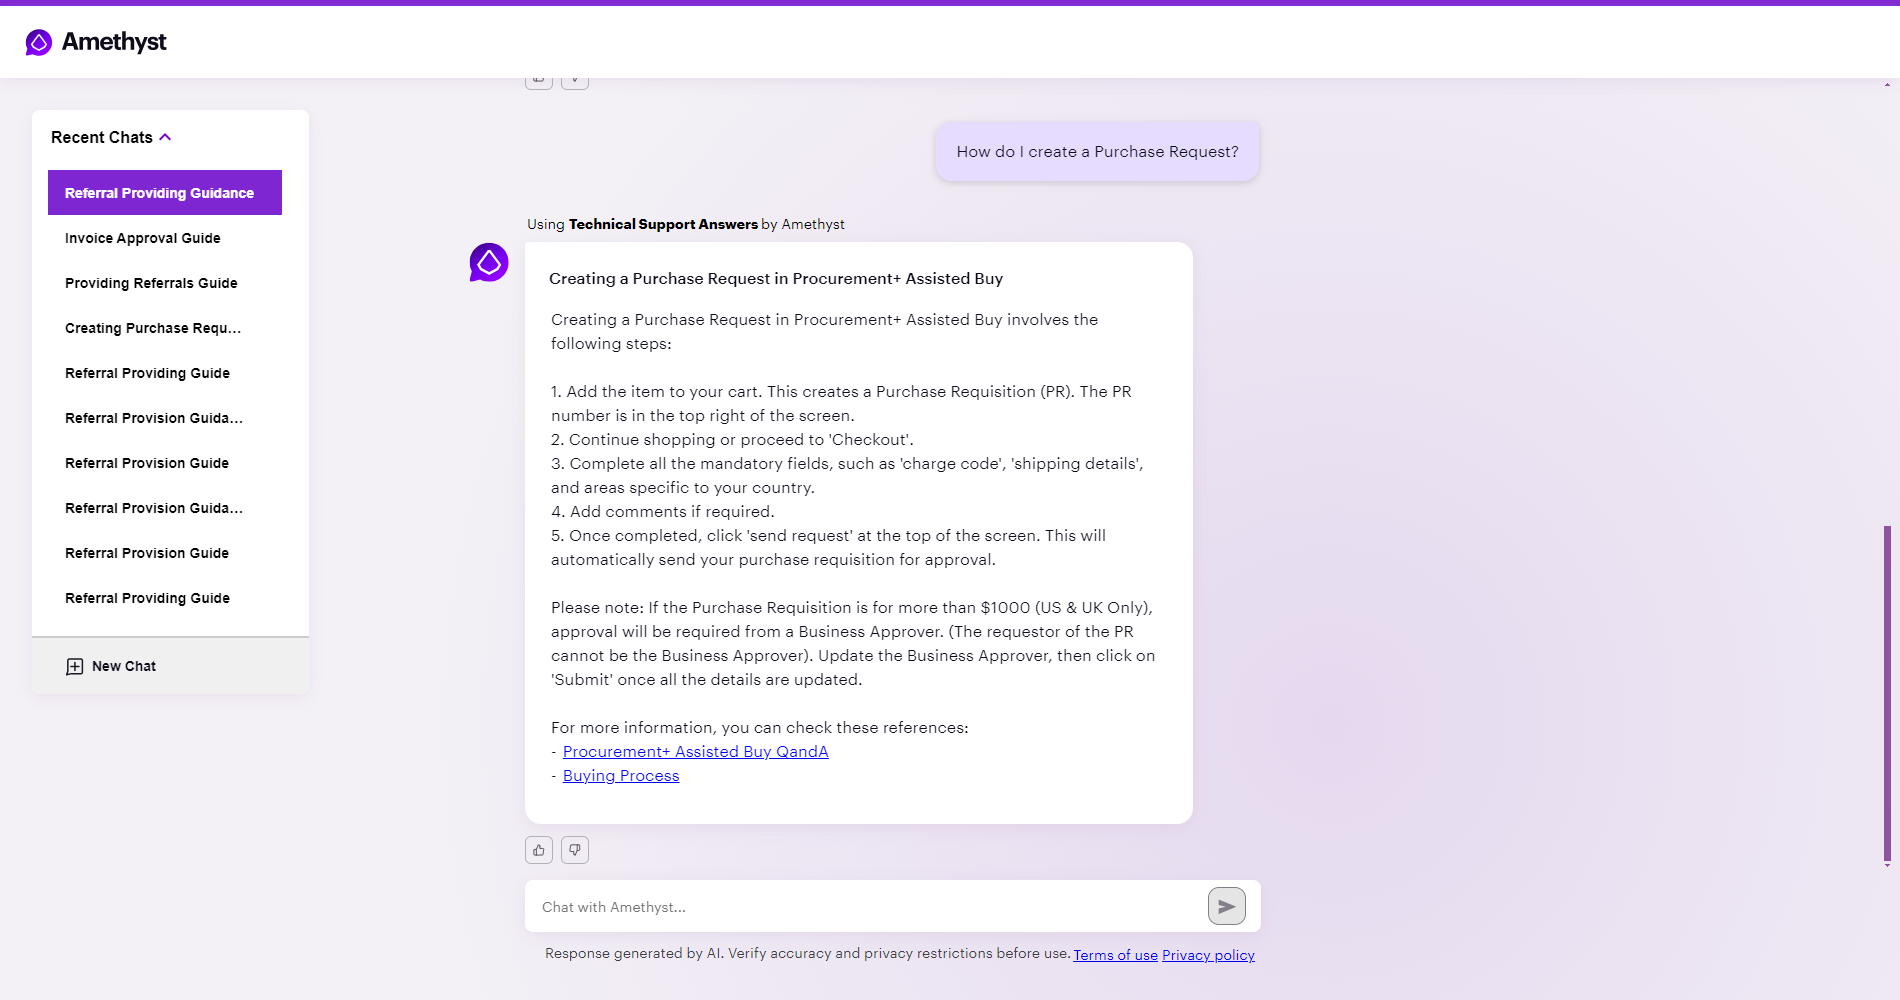 Amethyst
Recent Chats
Referral Providing Guidance
Invoice Approval Guide
Providing Referrals Guide
Creating Purchase Requ...
Referral Providing Guide
Referral Provision Guida...
Referral Provision Guide
Referral Provision Guida...
Referral Provision Guide
Referral Providing Guide
New Chat
How do I create a Purchase Request?
Using Technical Support Answers by Amethyst
Creating a Purchase Request in Procurement+ Assisted Buy
Creating a Purchase Request in Procurement+ Assisted Buy involves the
following steps:
1. Add the item to your cart. This creates a Purchase Requisition (PR). The PR
number is in the top right of the screen.
2. Continue shopping or proceed to 'Checkout'.
3. Complete all the mandatory fields, such as 'charge code', 'shipping details',
and areas specific to your country.
4. Add comments if required.
5. Once completed, click 'send request' at the top of the screen. This will
automatically send your purchase requisition for approval.
Please note: If the Purchase Requisition is for more than $1000 (US & UK Only),
approval will be required from a Business Approver. (The requestor of the PR
cannot be the Business Approver). Update the Business Approver, then click on
'Submit' once all the details are updated.
For more information, you can check these references:
- Procurement+ Assisted Buy QandA
- Buying Process
Chat with Amethyst...
Response generated by AI. Verify accuracy and privacy restrictions before use. Terms of use Privacy policy